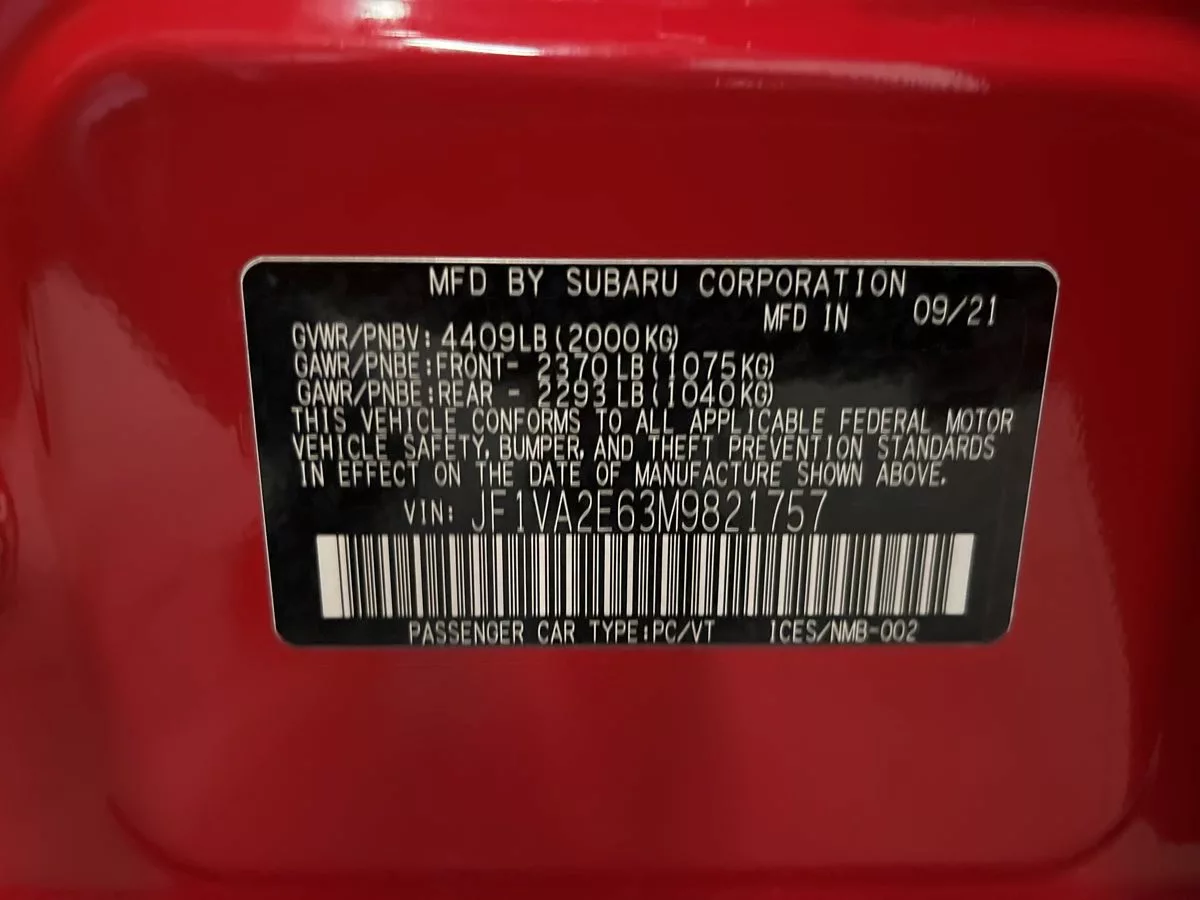 MFD BY SUBARU CORPORATION
MFD IN 09/21
GVWR/PNBV: 4409LB(2000KG)
GAWR/PNBE:FRONT- 2370LB(1075KG)
GAWR/PNBE:REAR - 2293LB(1040KG)
THIS VEHICLE CONFORMS TO ALL APPLICABLE FEDERAL MOTOR
VEHICLE SAFETY, BUMPER, AND THEFT PREVENTION STANDARDS
IN EFFECT ON THE DATE OF MANUFACTURE SHOWN ABOVE.
VIN: JF1VA2E63M9821757
PASSENGER CAR TYPE:PC/VT ICES/NMB-002